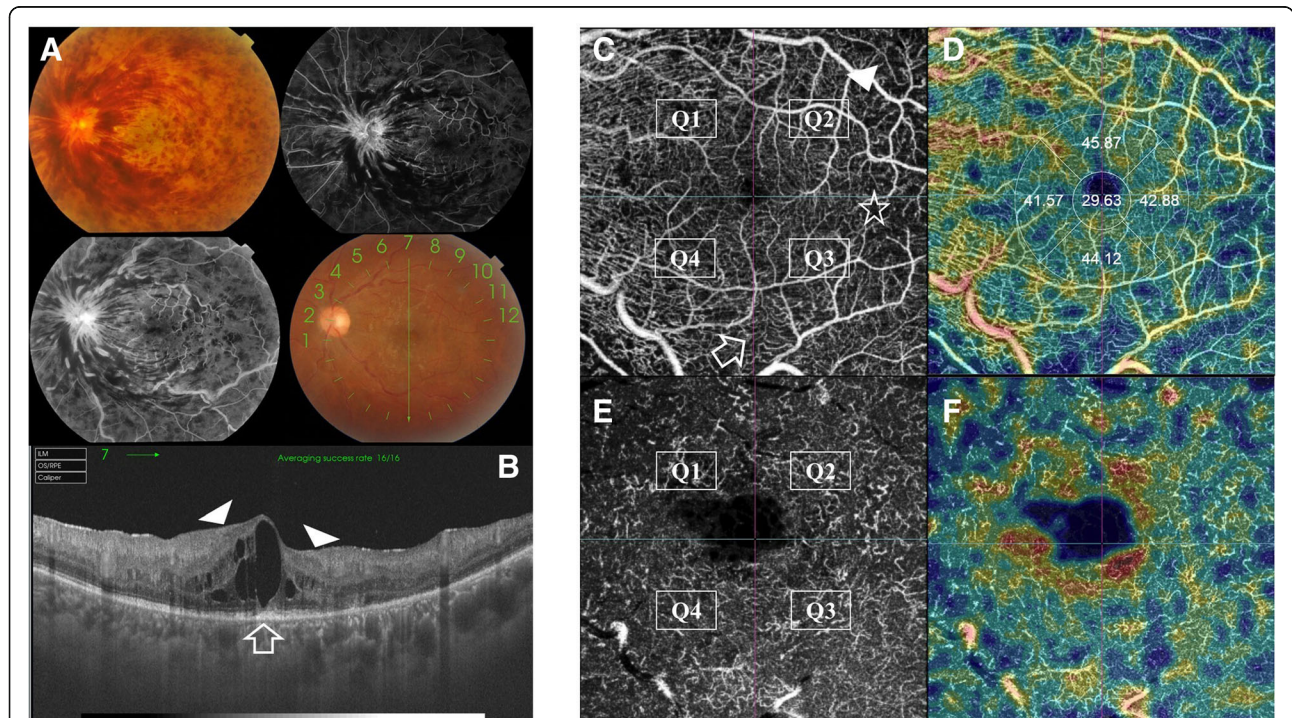 A
7
6
5
4
3
2
1
8
9
10
11
12
ILM
OS/RPE
Caliper
7
Averaging success rate 16/16
B
C
Q1
Q2
Q4
Q3
D
45.87
41.57 29.63 42.88
44.12
E
Q1
Q2
Q4
Q3
F